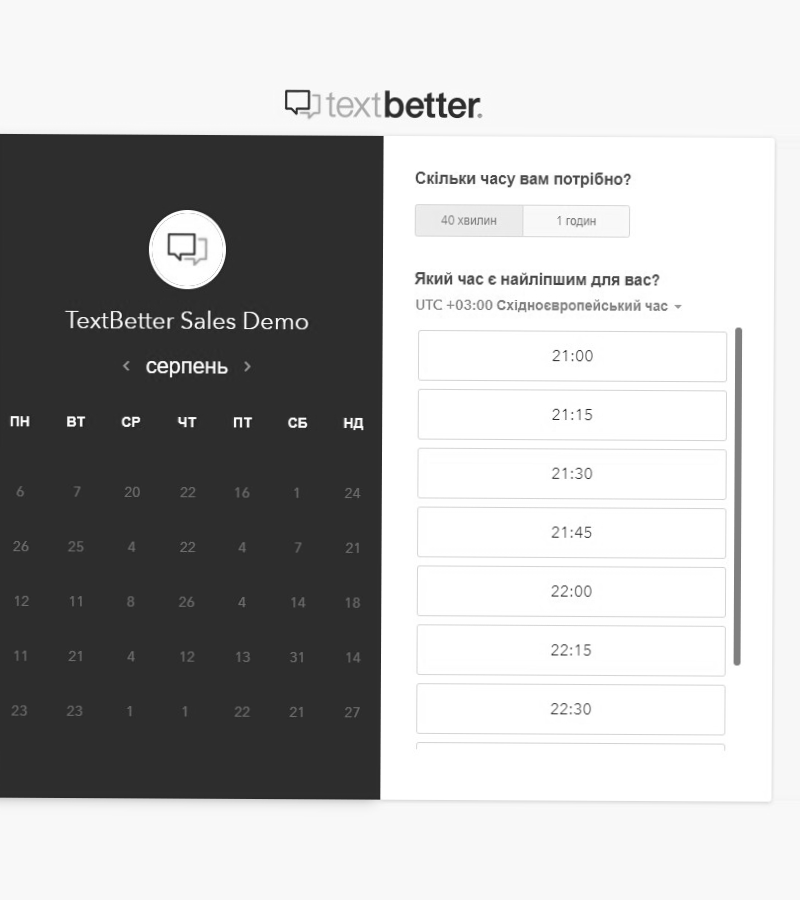 textbetter.
TextBetter Sales Demo
серпень
ПН ВТ СР ЧТ ПТ СБ НД
6 7 20 22 16 1 24
26 25 4 22 4 7 21
12 11 8 26 4 14 18
11 21 4 12 13 31 14
23 23 1 1 22 21 27
Скільки часу вам потрібно?
40 хвилин 1 годин
Який час є найліпшим для вас?
UTC +03:00 Східноєвропейський час
21:00
21:15
21:30
21:45
22:00
22:15
22:30